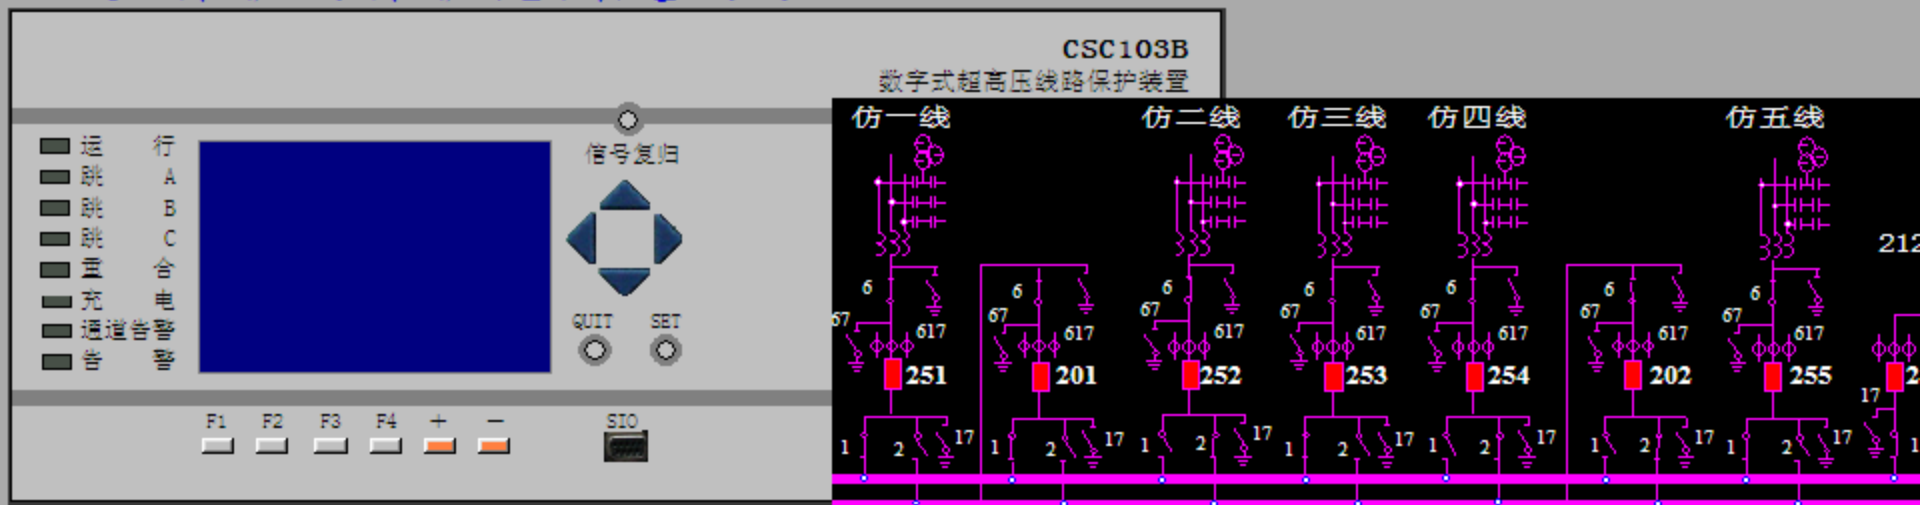 CSC103B
数字式超高压线路保护装置
运 行
跳 A
跳 B
跳 C
重 合
充 电
通道告警
告 警
信号复归
QUIT SET
F1 F2 F3 F4 + －
SIO
仿一线 仿二线 仿三线 仿四线 仿五线
212
6 6 6 6 6 6 6
67 67 67 67 67 67 67
617 617 617 617 617 617 617
251 201 252 253 254 202 255 2
17
1 2 17 1 2 17 1 2 17 1 2 17 1 2 17 1 2 17 1 2 17 1